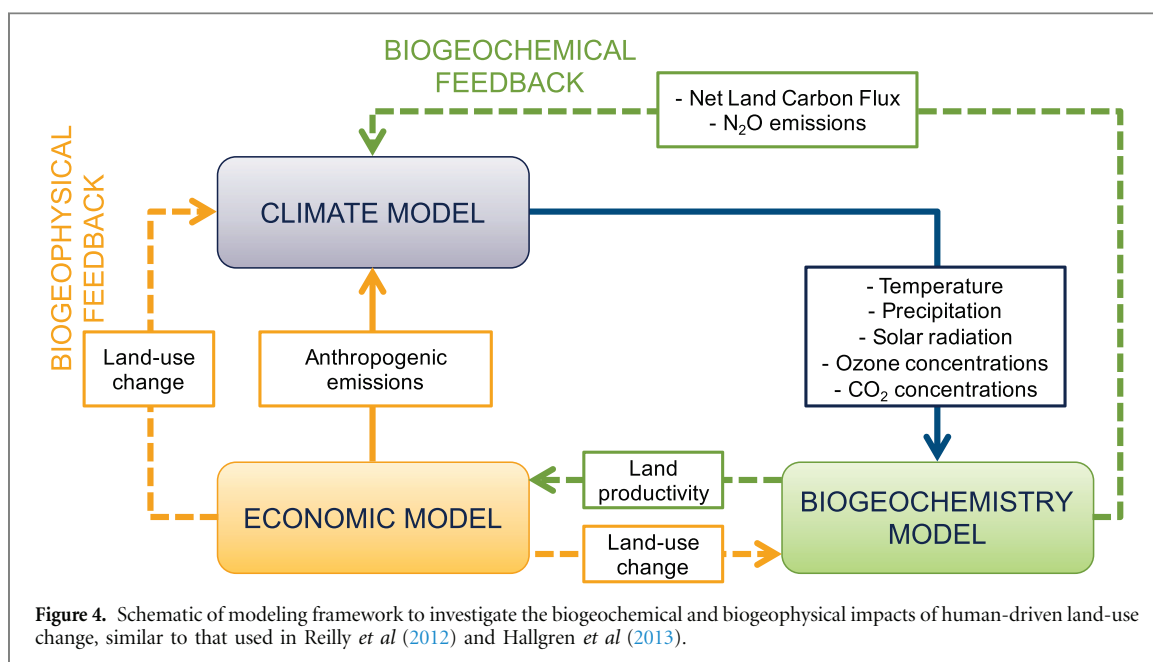 BIOGEOCHEMICAL
FEEDBACK
- Net Land Carbon Flux
- N₂O emissions
BIOGEOPHYSICAL
FEEDBACK
CLIMATE MODEL
- Temperature
- Precipitation
- Solar radiation
- Ozone concentrations
- CO₂ concentrations
Land-use
change
Anthropogenic
emissions
Land
productivity
ECONOMIC MODEL
BIOGEOCHEMISTRY
MODEL
Land-use
change
Figure 4. Schematic of modeling framework to investigate the biogeochemical and biogeophysical impacts of human-driven land-use
change, similar to that used in Reilly et al (2012) and Hallgren et al (2013).